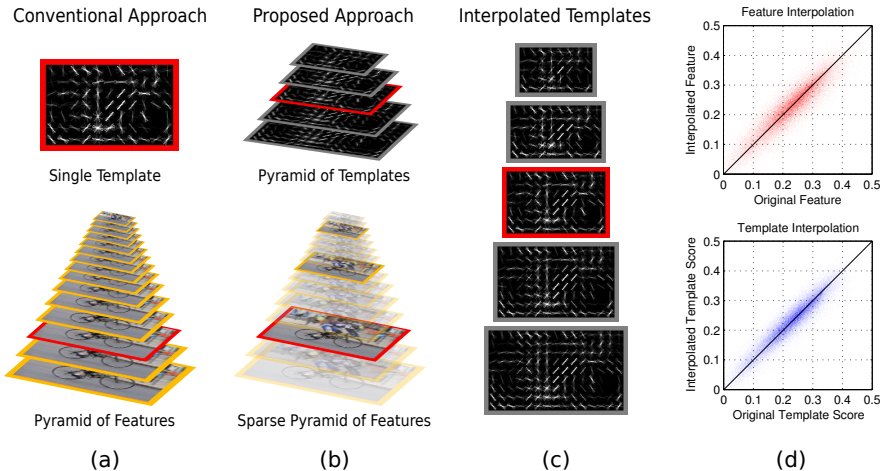 Conventional Approach
Single Template
Pyramid of Features
(a)
Proposed Approach
Pyramid of Templates
Sparse Pyramid of Features
(b)
Interpolated Templates
(c)
Feature Interpolation
Interpolated Feature
0.5
0.4
0.3
0.2
0.1
0
0 0.1 0.2 0.3 0.4 0.5
Original Feature
Template Interpolation
Interpolated Template Score
0.5
0.4
0.3
0.2
0.1
0
0 0.1 0.2 0.3 0.4 0.5
Original Template Score
(d)